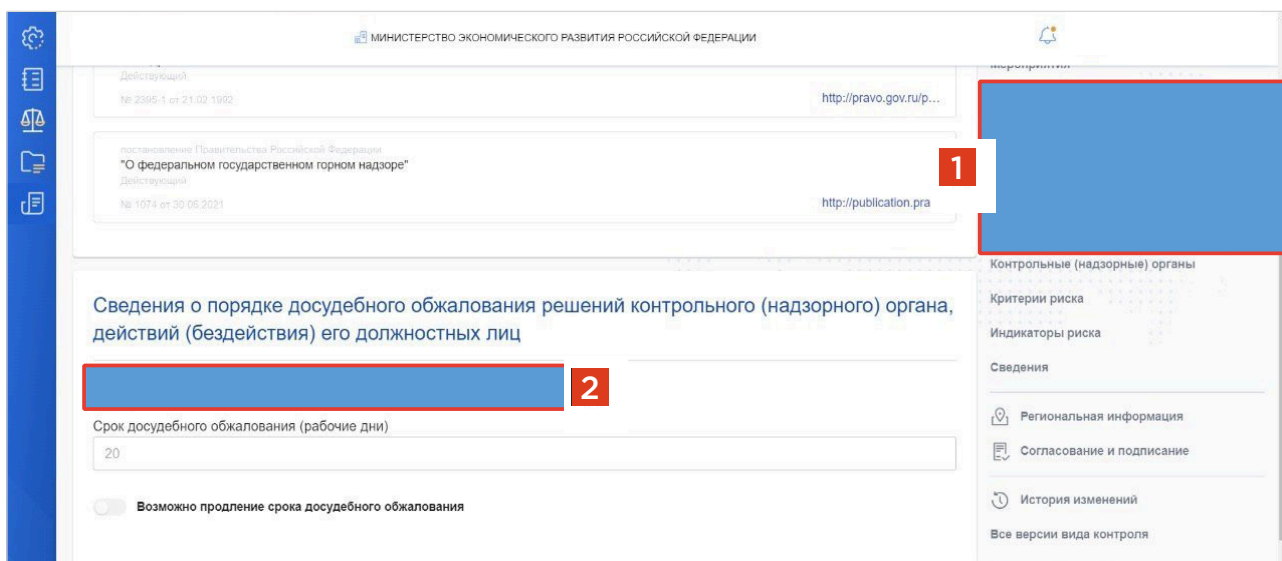 МИНИСТЕРСТВО ЭКОНОМИЧЕСКОГО РАЗВИТИЯ РОССИЙСКОЙ ФЕДЕРАЦИИ
Действующий
№ 2395-1 от 21.02.1992
http://pravo.gov.ru/p...
постановление Правительства Российской Федерации
"О федеральном государственном горном надзоре"
Действующий
№ 1074 от 30.06.2021
http://publication.pra
1
Сведения о порядке досудебного обжалования решений контрольного (надзорного) органа,
действий (бездействия) его должностных лиц
2
Срок досудебного обжалования (рабочие дни)
20
Возможно продление срока досудебного обжалования
Мероприятия
Контрольные (надзорные) органы
Критерии риска
Индикаторы риска
Сведения
Региональная информация
Согласование и подписание
История изменений
Все версии вида контроля